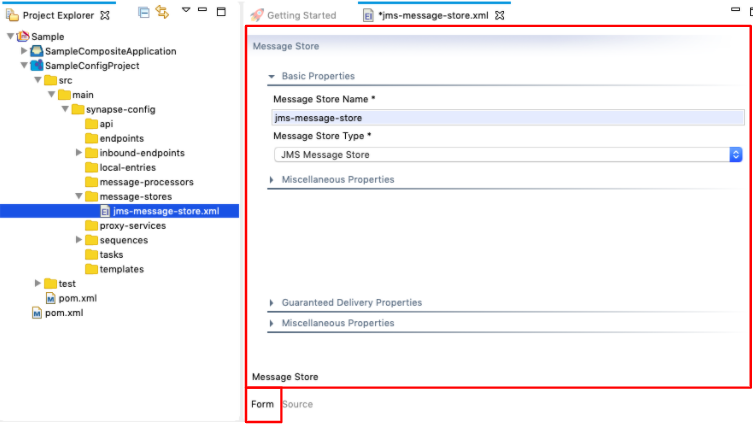 Project Explorer
Sample
SampleCompositeApplication
SampleConfigProject
src
main
synapse-config
api
endpoints
inbound-endpoints
local-entries
message-processors
message-stores
jms-message-store.xml
proxy-services
sequences
tasks
templates
test
pom.xml
pom.xml
Getting Started
*jms-message-store.xml
Message Store
Basic Properties
Message Store Name *
jms-message-store
Message Store Type *
JMS Message Store
Miscellaneous Properties
Guaranteed Delivery Properties
Miscellaneous Properties
Message Store
Form Source